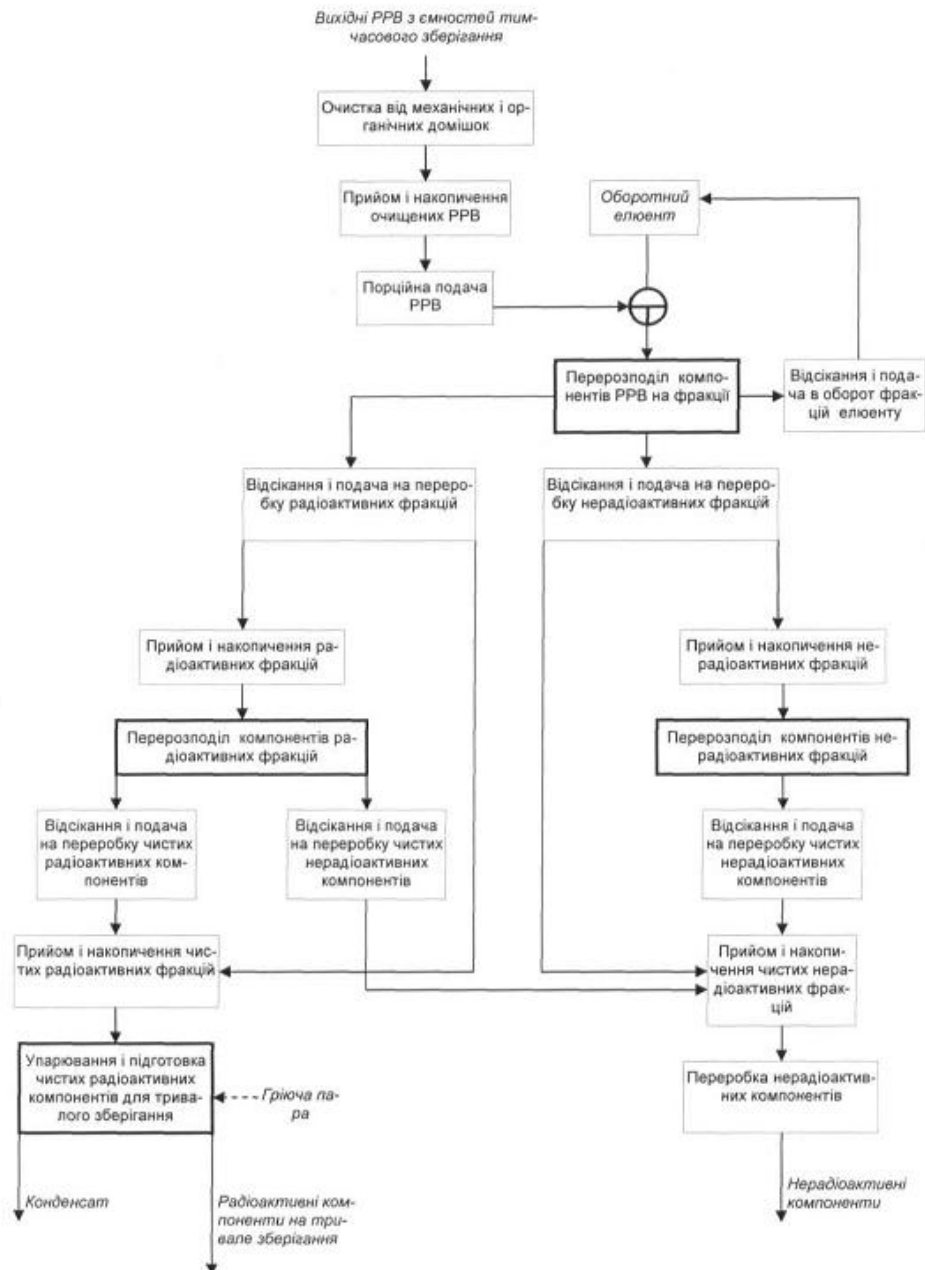 Вихідні РРВ з ємностей тим-
часового зберігання
Очистка від механічних і ор-
ганічних домішок
Прийом і накопичення
очищених РРВ
Оборотний
елюент
Порційна подача
РРВ
Перерозподіл компо-
нентів РРВ на фракції
Відсікання і пода-
ча в оборот фрак-
цій елюенту
Відсікання і подача на переро-
бку радіоактивних фракцій
Відсікання і подача на переро-
бку нерадіоактивних фракцій
Прийом і накопичення ра-
діоактивних фракцій
Прийом і накопичення не-
радіоактивних фракцій
Перерозподіл компонентів ра-
діоактивних фракцій
Перерозподіл компонентів не-
радіоактивних фракцій
Відсікання і подача
на переробку чистих
радіоактивних ком-
понентів
Відсікання і подача
на переробку чистих
нерадіоактивних
компонентів
Відсікання і подача
на переробку чистих
нерадіоактивних
компонентів
Прийом і накопичення чис-
тих радіоактивних фракцій
Прийом і накопи-
чення чистих нера-
діоактивних фрак-
цій
Упарювання і підготовка
чистих радіоактивних
компонентів для трива-
лого зберігання
Гріюча па-
ра
Переробка нерадіоактив-
них компонентів
Конденсат
Радіоактивні ком-
поненти на три-
вале зберігання
Нерадіоактивні
компоненти